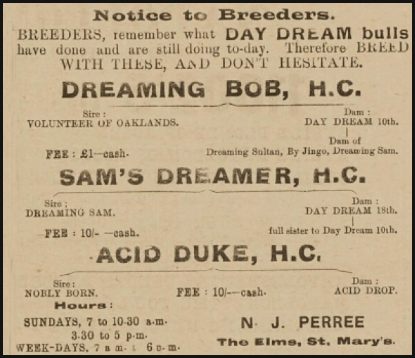 Notice to Breeders.
BREEDERS, remember what DAY DREAM bulls
have done and are still doing to-day. Therefore BREED
WITH THESE, AND DON'T HESITATE.
DREAMING BOB, H.C.
Sire: Dam:
VOLUNTEER OF OAKLANDS. DAY DREAM 10th.
Dam of
FEE: £1—cash. Dreaming Sultan, By Jingo, Dreaming Sam.
SAM'S DREAMER, H.C.
Sire: Dam:
DREAMING SAM. DAY DREAM 18th.
FEE: 10/- —cash. full sister to Day Dream 10th.
ACID DUKE, H.C.
Sire: Dam:
NOBLY BORN. FEE: 10/—cash. ACID DROP.
Hours:
SUNDAYS, 7 to 10-30 a.m. N. J. PERREE
3.30 to 5 p.m.
WEEK-DAYS, 7 a.m. 6 p.m. The Elms, St. Mary's.